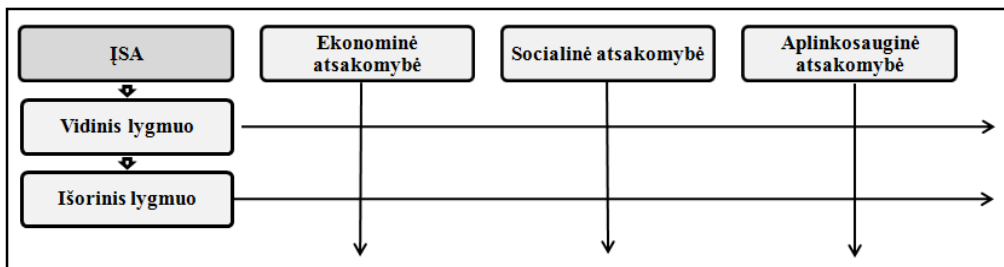 ĮSA
Ekonominė
atsakomybė
Socialinė atsakomybė
Aplinkosauginė
atsakomybė
Vidinis lygmuo
Išorinis lygmuo